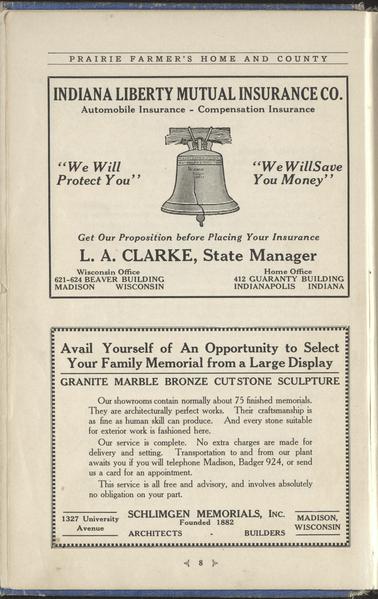 PRAIRIE FARMER'S HOME AND COUNTY
INDIANA LIBERTY MUTUAL INSURANCE CO.
Automobile Insurance - Compensation Insurance
"We Will
Protect You"
"We Will Save
You Money"
Get Our Proposition before Placing Your Insurance
L. A. CLARKE, State Manager
Wisconsin Office
621-624 BEAVER BUILDING
MADISON WISCONSIN
Home Office
412 GUARANTY BUILDING
INDIANAPOLIS INDIANA
Avail Yourself of An Opportunity to Select
Your Family Memorial from a Large Display
GRANITE MARBLE BRONZE CUT STONE SCULPTURE
Our showrooms contain normally about 75 finished memorials.
They are architecturally perfect works. Their craftsmanship is
as fine as human skill can produce. And every stone suitable
for exterior work is fashioned here.
Our service is complete. No extra charges are made for
delivery and setting. Transportation to and from our plant
awaits you if you will telephone Madison, Badger 924, or send
us a card for an appointment.
This service is all free and advisory, and involves absolutely
no obligation on your part.
1327 University
Avenue
SCHLIMGEN MEMORIALS, INC.
Founded 1882
ARCHITECTS - BUILDERS
MADISON,
WISCONSIN
8